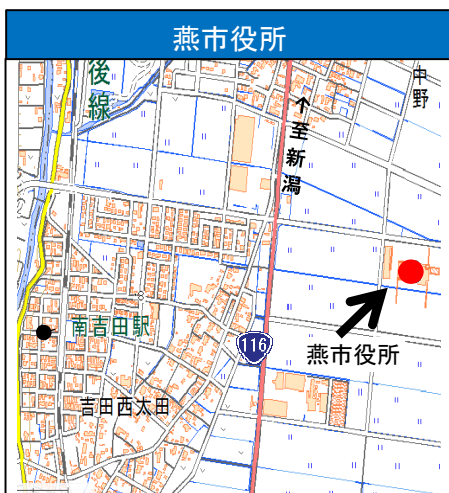 燕市役所
後線
中野
↑至新潟
南吉田駅
116
燕市役所
吉田西太田